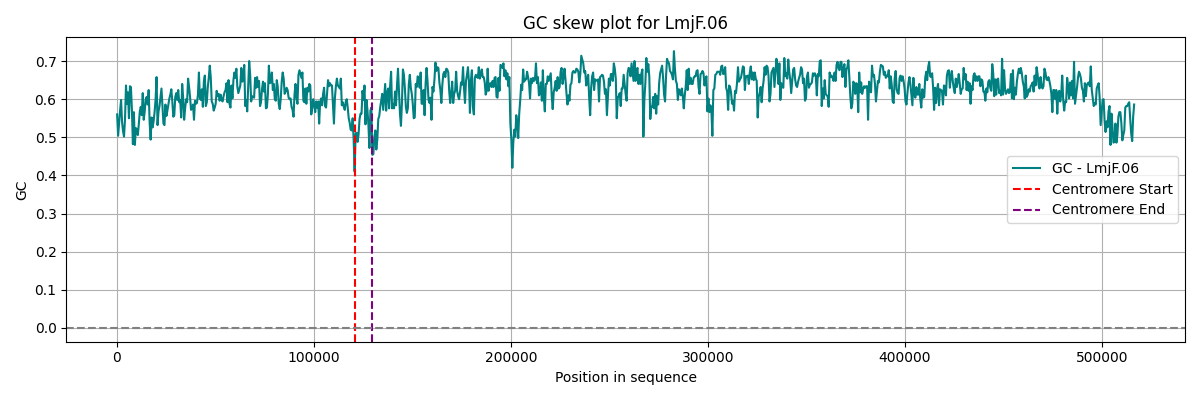 GC skew plot for LmjF.06
0.7
0.6
0.5
0.4
0.3
0.2
0.1
0.0
GC
GC - LmjF.06
Centromere Start
Centromere End
0 100000 200000 300000 400000 500000
Position in sequence